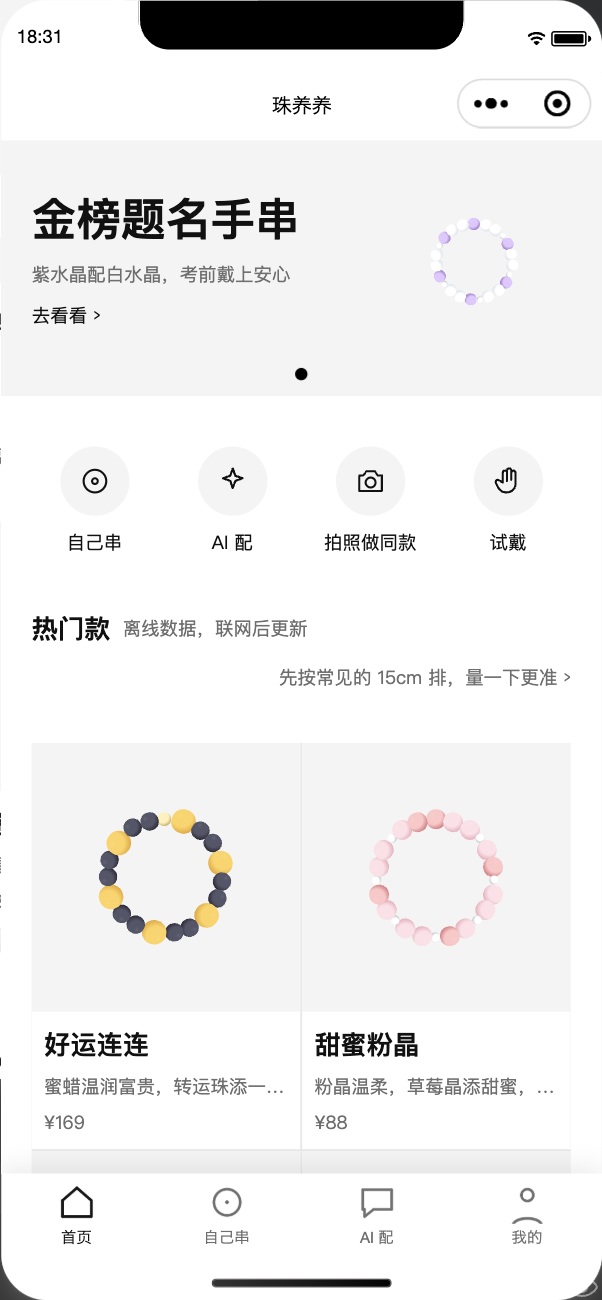 18:31
珠养养
金榜题名手串
紫水晶配白水晶，考前戴上安心
去看看 >
自己串
AI 配
拍照做同款
试戴
热门款 离线数据，联网后更新
先按常见的 15cm 排，量一下更准 >
好运连连
蜜蜡温润富贵，转运珠添一…
¥169
甜蜜粉晶
粉晶温柔，草莓晶添甜蜜，…
¥88
首页
自己串
AI 配
我的